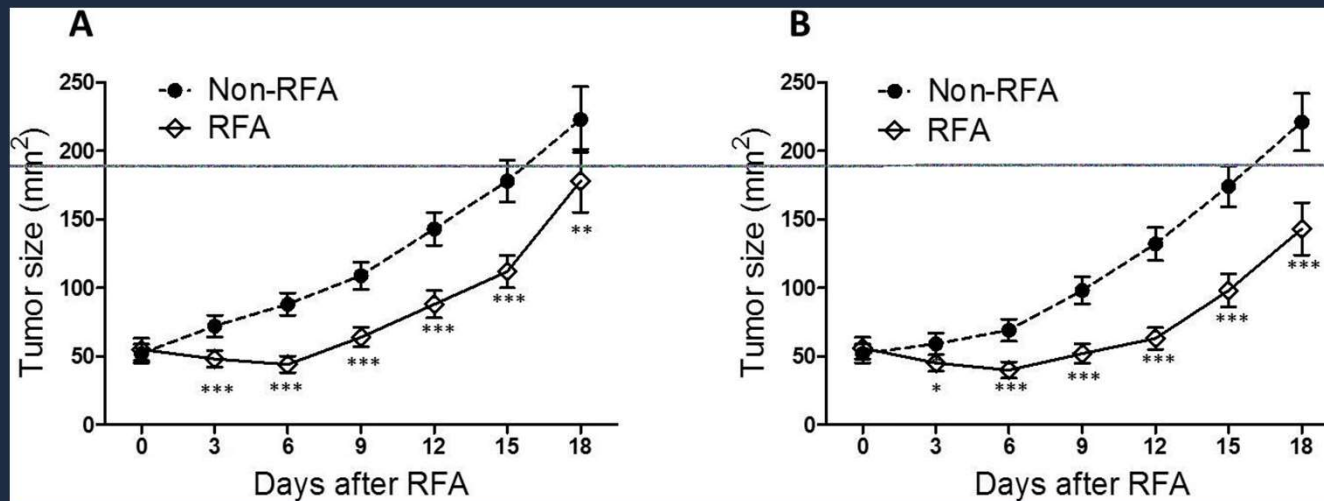 A
Non-RFA
RFA
Tumor size (mm²)
250
200
150
100
50
0
***
***
***
***
***
**
0 3 6 9 12 15 18
Days after RFA
B
Non-RFA
RFA
Tumor size (mm²)
250
200
150
100
50
0
*
***
***
***
***
***
0 3 6 9 12 15 18
Days after RFA